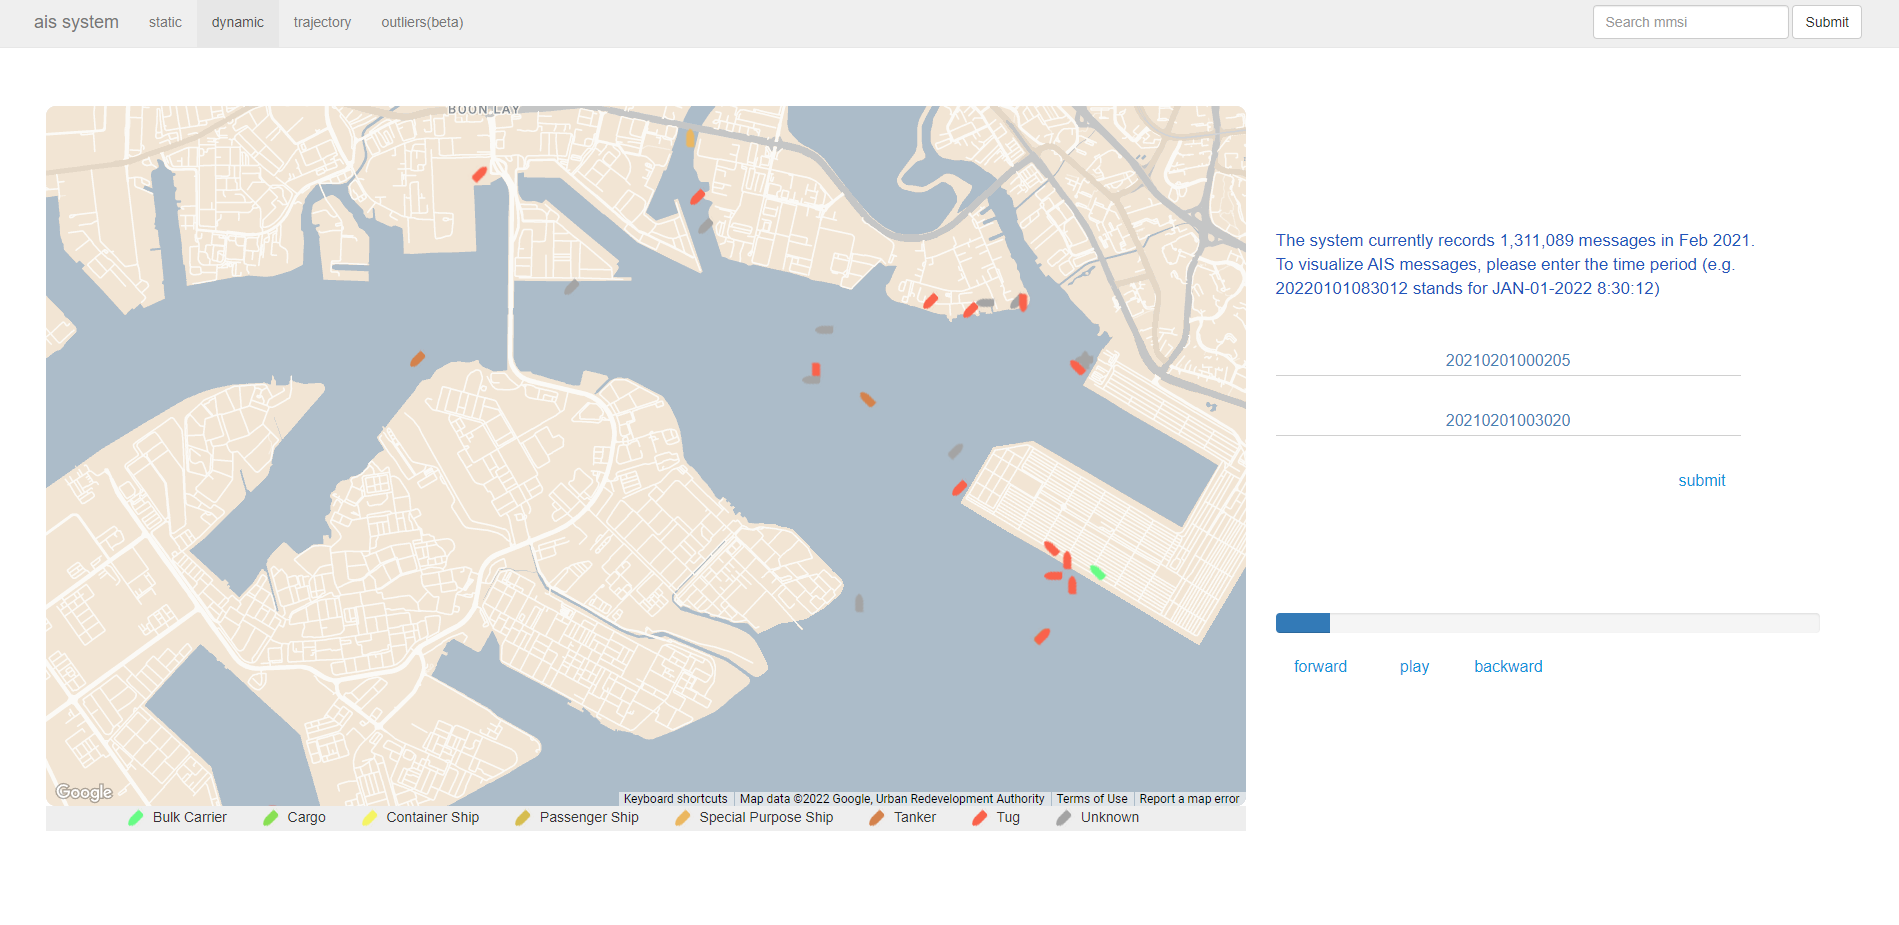 ais system static dynamic trajectory outliers(beta) Search mmsi Submit
BOON LAY
The system currently records 1,311,089 messages in Feb 2021.
To visualize AIS messages, please enter the time period (e.g.
20220101083012 stands for JAN-01-2022 8:30:12)
20210201000205
20210201003020
submit
forward play backward
Google
Keyboard shortcuts Map data ©2022 Google, Urban Redevelopment Authority Terms of Use Report a map error
Bulk Carrier Cargo Container Ship Passenger Ship Special Purpose Ship Tanker Tug Unknown